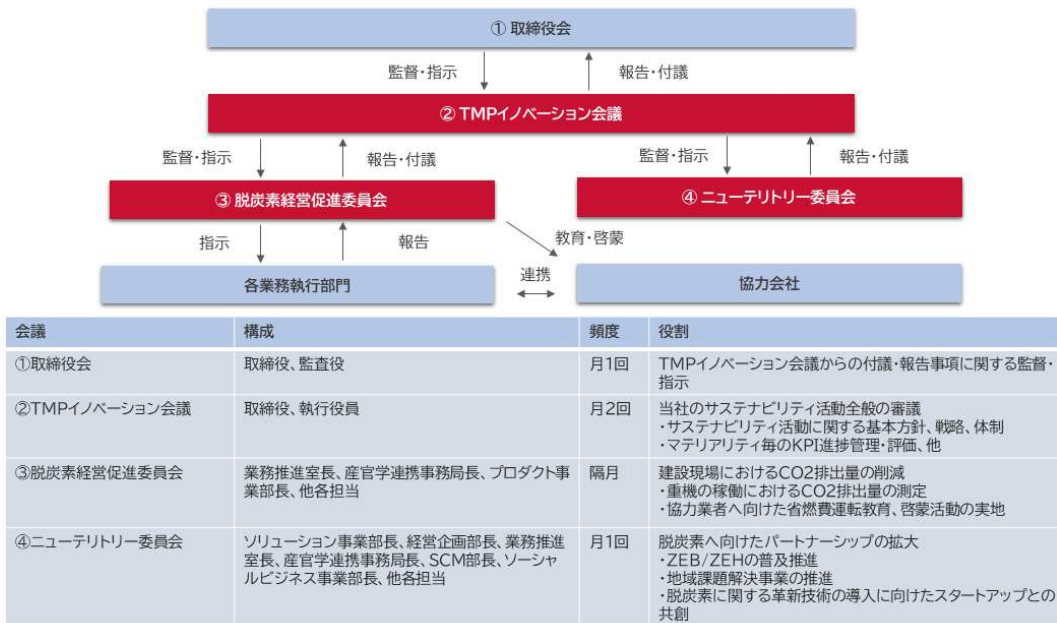 ① 取締役会
監督・指示
報告・付議
② TMPイノベーション会議
監督・指示
報告・付議
監督・指示
報告・付議
③ 脱炭素経営促進委員会
④ ニューテリトリー委員会
指示
報告
教育・啓蒙
連携
各業務執行部門
協力会社
会議 構成 頻度 役割
①取締役会 取締役、監査役 月1回 TMPイノベーション会議からの付議・報告事項に関する監督・
指示
②TMPイノベーション会議 取締役、執行役員 月2回 当社のサステナビリティ活動全般の審議
・サステナビリティ活動に関する基本方針、戦略、体制
・マテリアリティ毎のKPI進捗管理・評価、他
③脱炭素経営促進委員会 業務推進室長、産官学連携事務局長、プロダクト事 隔月 建設現場におけるCO2排出量の削減
業部長、他各担当 ・重機の稼働におけるCO2排出量の測定
・協力業者へ向けた省燃費運転教育、啓蒙活動の実地
④ニューテリトリー委員会 ソリューション事業部長、経営企画部長、業務推進 月1回 脱炭素へ向けたパートナーシップの拡大
室長、産官学連携事務局長、SCM部長、ソーシャ ・ZEB/ZEHの普及推進
ルビジネス事業部長、他各担当 ・地域課題解決事業の推進
・脱炭素に関する革新技術の導入に向けたスタートアップとの
共創